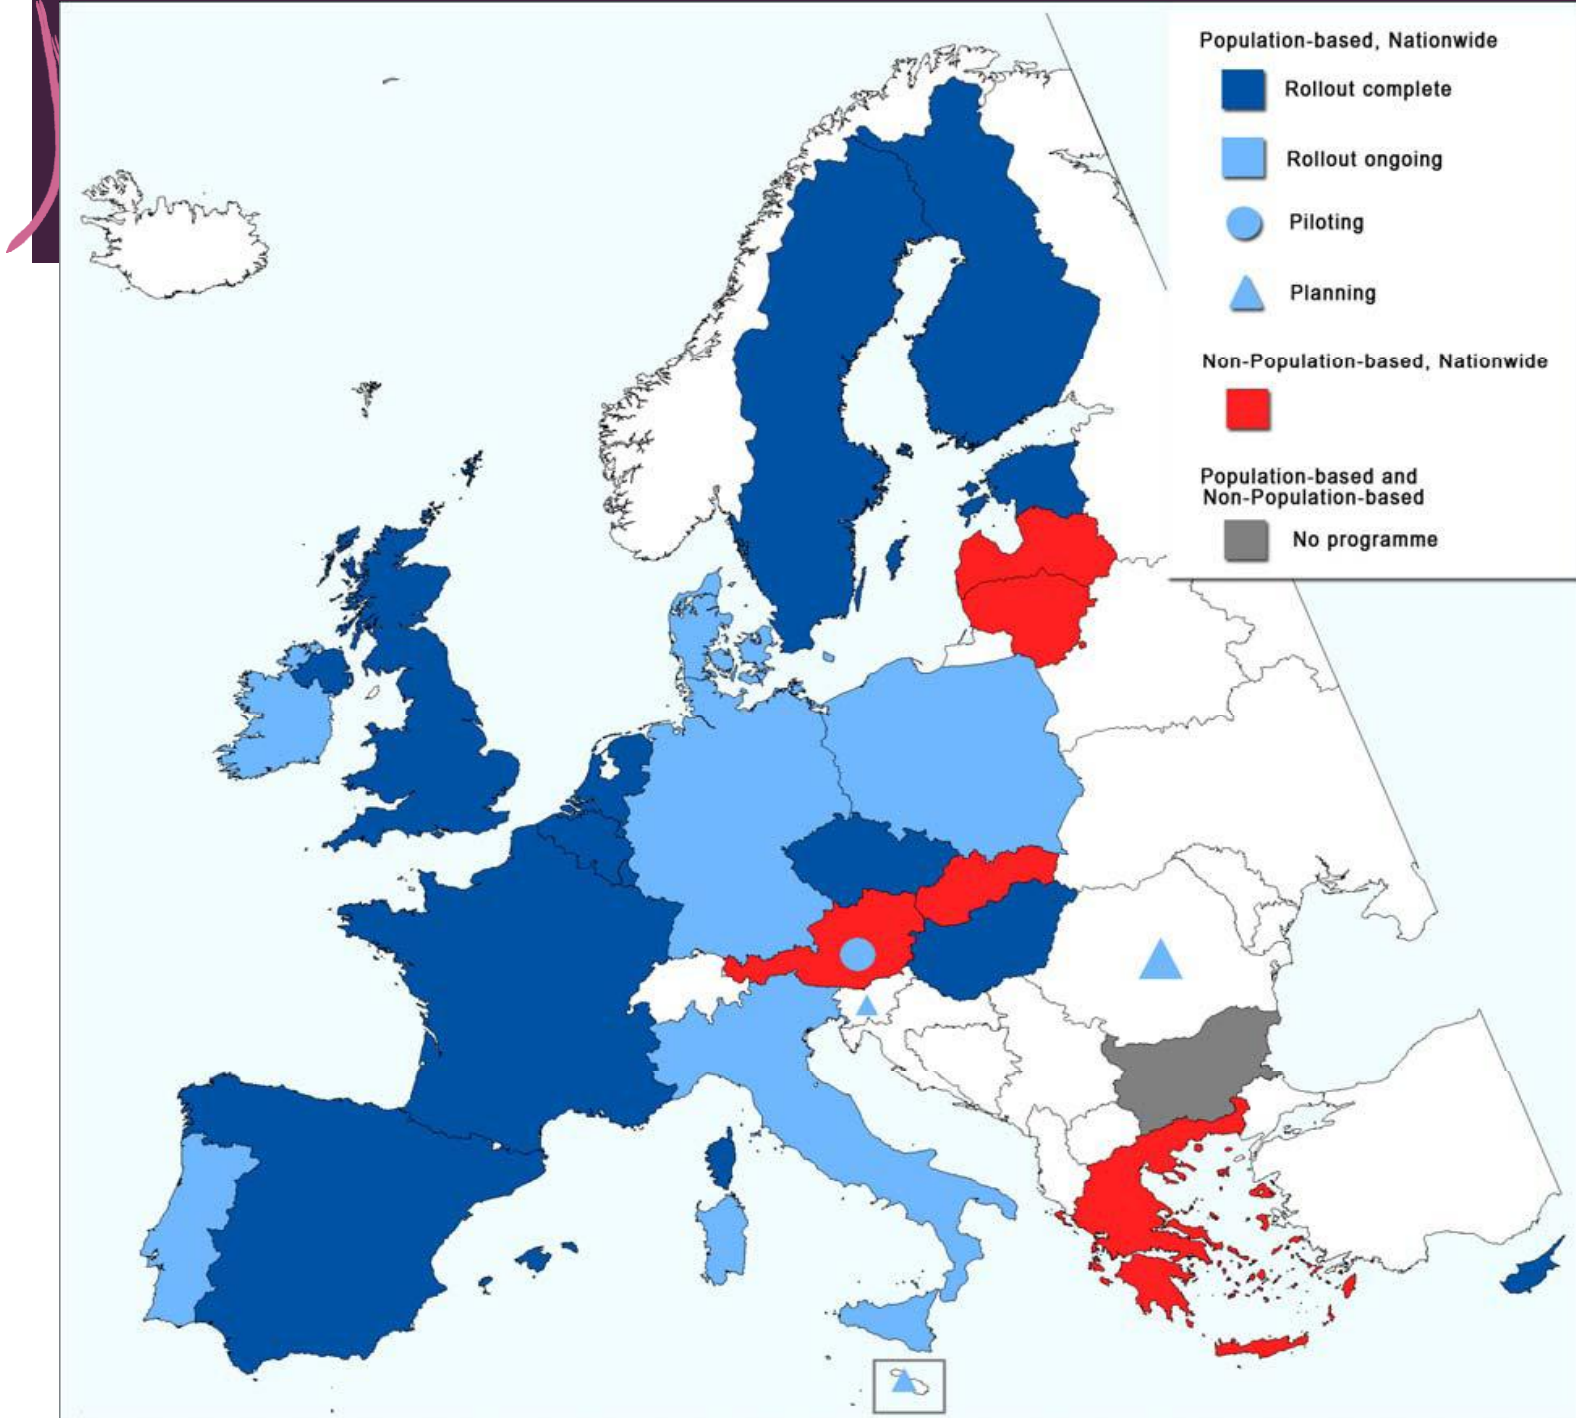 Population-based, Nationwide
Rollout complete
Rollout ongoing
Piloting
Planning
Non-Population-based, Nationwide
Population-based and
Non-Population-based
No programme